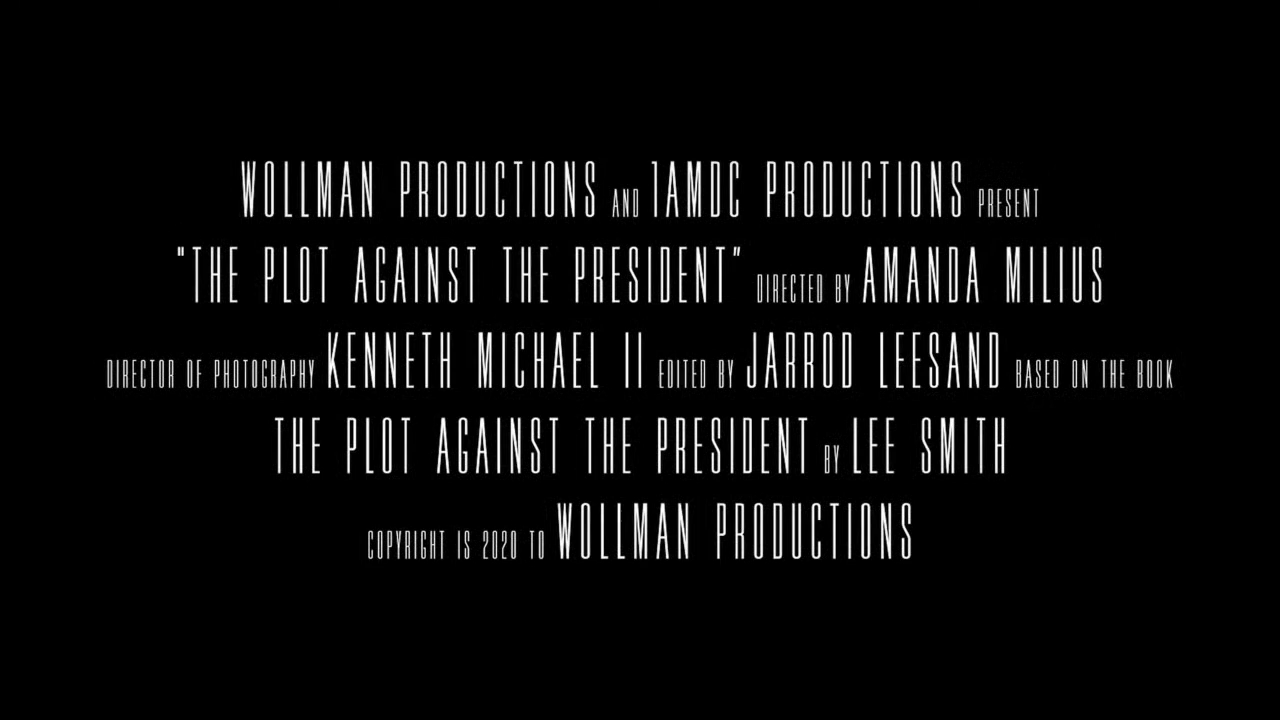 WOLLMAN PRODUCTIONS AND 1AMDC PRODUCTIONS PRESENT
"THE PLOT AGAINST THE PRESIDENT" DIRECTED BY AMANDA MILIUS
DIRECTOR OF PHOTOGRAPHY KENNETH MICHAEL II EDITED BY JARROD LEESAND BASED ON THE BOOK
THE PLOT AGAINST THE PRESIDENT BY LEE SMITH
COPYRIGHT IS 2020 TO WOLLMAN PRODUCTIONS